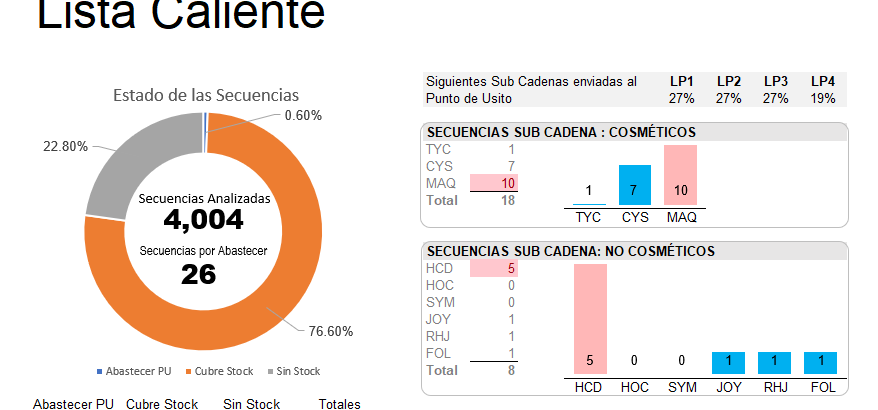 Lista Caliente
Estado de las Secuencias
0.60%
22.80%
Secuencias Analizadas
4,004
Secuencias por Abastecer
26
76.60%
Abastecer PU Cubre Stock Sin Stock
Abastecer PU Cubre Stock Sin Stock Totales
Siguientes Sub Cadenas enviadas al LP1 LP2 LP3 LP4
Punto de Usito 27% 27% 27% 19%
SECUENCIAS SUB CADENA : COSMÉTICOS
TYC 1
CYS 7
MAQ 10
Total 18
1 7 10
TYC CYS MAQ
SECUENCIAS SUB CADENA: NO COSMÉTICOS
HCD 5
HOC 0
SYM 0
JOY 1
RHJ 1
FOL 1
Total 8
5 0 0 1 1 1
HCD HOC SYM JOY RHJ FOL